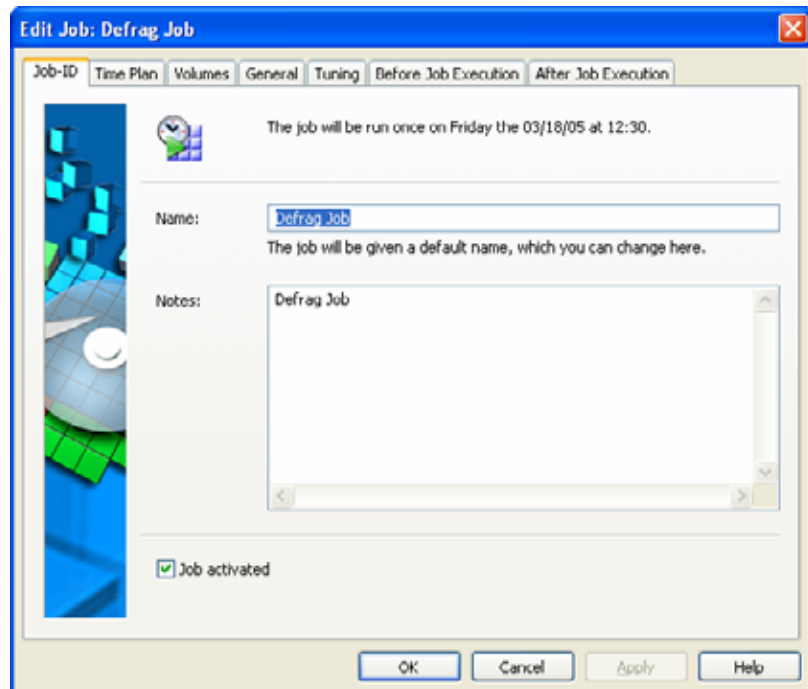 Edit Job: Defrag Job
Job-ID Time Plan Volumes General Tuning Before Job Execution After Job Execution
The job will be run once on Friday the 03/18/05 at 12:30.
Name: Defrag Job
The job will be given a default name, which you can change here.
Notes: Defrag Job
Job activated
OK Cancel Apply Help